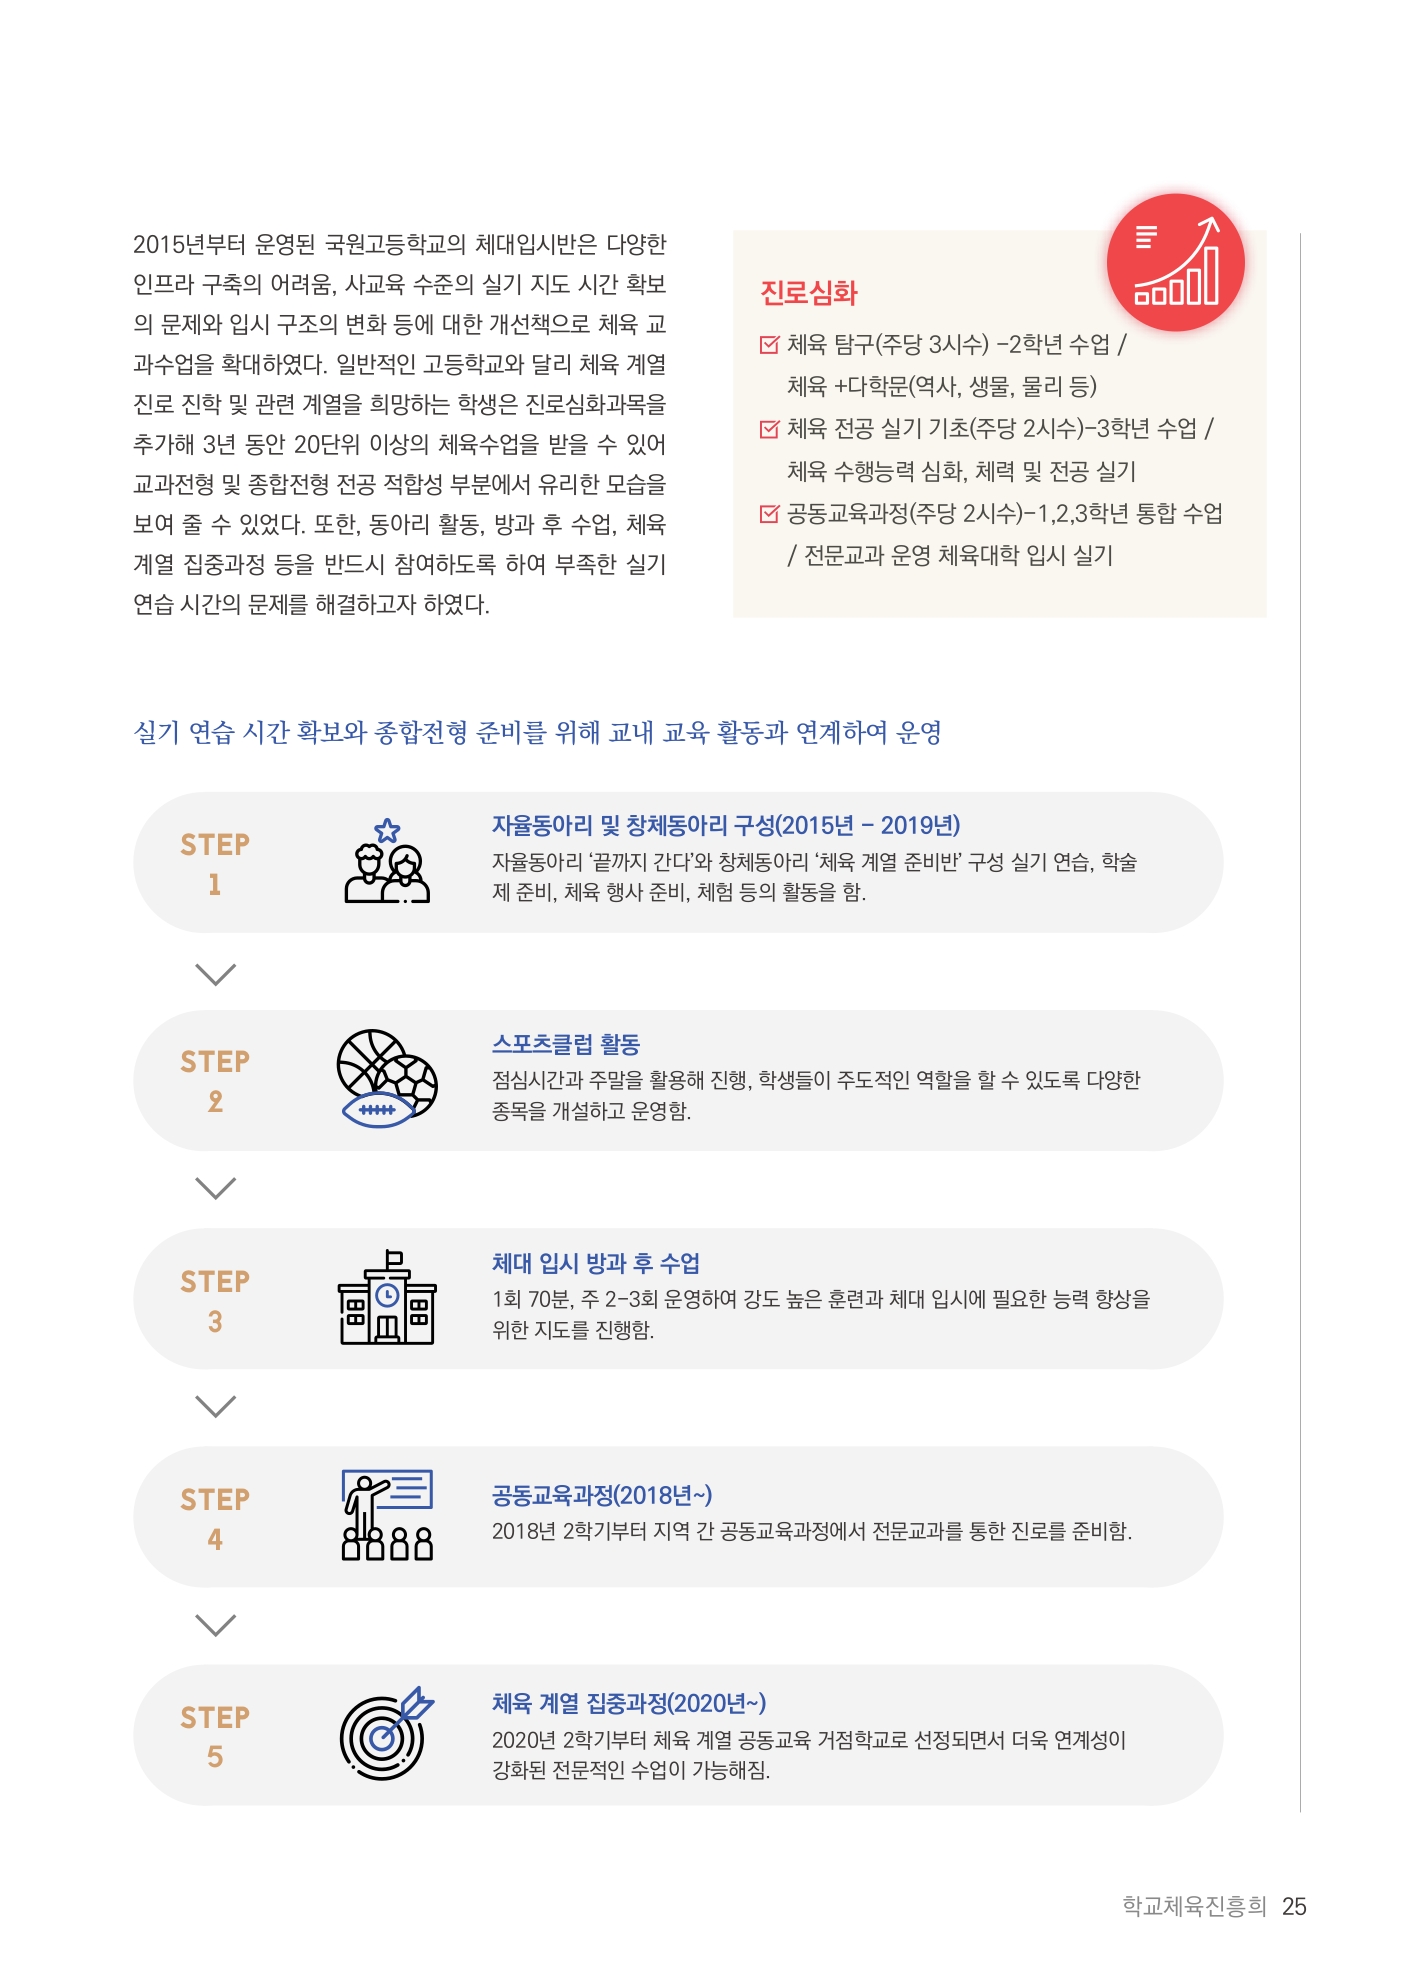 2015년부터 운영된 국원고등학교의 체대입시반은 다양한
인프라 구축의 어려움, 사교육 수준의 실기 지도 시간 확보
의 문제와 입시 구조의 변화 등에 대한 개선책으로 체육 교
과수업을 확대하였다. 일반적인 고등학교와 달리 체육 계열
진로 진학 및 관련 계열을 희망하는 학생은 진로심화과목을
추가해 3년 동안 20단위 이상의 체육수업을 받을 수 있어
교과전형 및 종합전형 전공 적합성 부분에서 유리한 모습을
보여 줄 수 있었다. 또한, 동아리 활동, 방과 후 수업, 체육
계열 집중과정 등을 반드시 참여하도록 하여 부족한 실기
연습 시간의 문제를 해결하고자 하였다.
진로심화
체육 탐구(주당 3시수) -2학년 수업 /
체육 +다학문(역사, 생물, 물리 등)
체육 전공 실기 기초(주당 2시수)-3학년 수업 /
체육 수행능력 심화, 체력 및 전공 실기
공동교육과정(주당 2시수)-1,2,3학년 통합 수업
/ 전문교과 운영 체육대학 입시 실기
실기 연습 시간 확보와 종합전형 준비를 위해 교내 교육 활동과 연계하여 운영
STEP
1
자율동아리 및 창체동아리 구성(2015년 - 2019년)
자율동아리 ‘끝까지 간다’와 창체동아리 ‘체육 계열 준비반’ 구성 실기 연습, 학술
제 준비, 체육 행사 준비, 체험 등의 활동을 함.
STEP
2
스포츠클럽 활동
점심시간과 주말을 활용해 진행, 학생들이 주도적인 역할을 할 수 있도록 다양한
종목을 개설하고 운영함.
STEP
3
체대 입시 방과 후 수업
1회 70분, 주 2-3회 운영하여 강도 높은 훈련과 체대 입시에 필요한 능력 향상을
위한 지도를 진행함.
STEP
4
공동교육과정(2018년~)
2018년 2학기부터 지역 간 공동교육과정에서 전문교과를 통한 진로를 준비함.
STEP
5
체육 계열 집중과정(2020년~)
2020년 2학기부터 체육 계열 공동교육 거점학교로 선정되면서 더욱 연계성이
강화된 전문적인 수업이 가능해짐.
학교체육진흥회 25